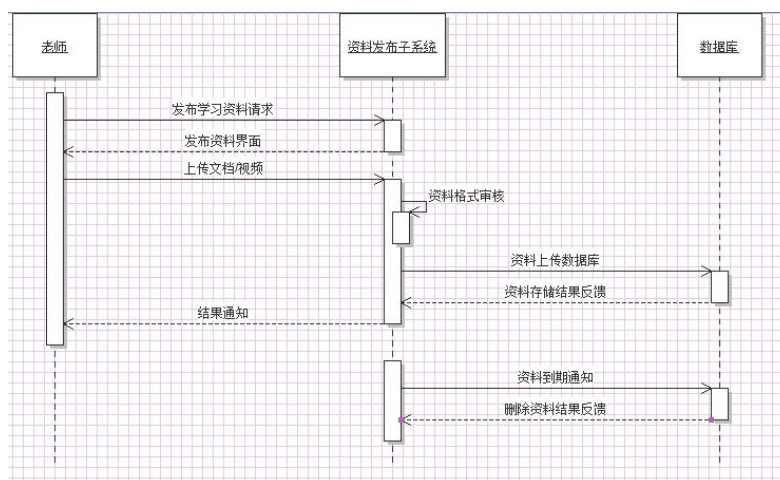 老师
资料发布子系统
数据库
发布学习资料请求
发布资料界面
上传文档/视频
资料格式审核
资料上传数据库
资料存储结果反馈
结果通知
资料到期通知
删除资料结果反馈